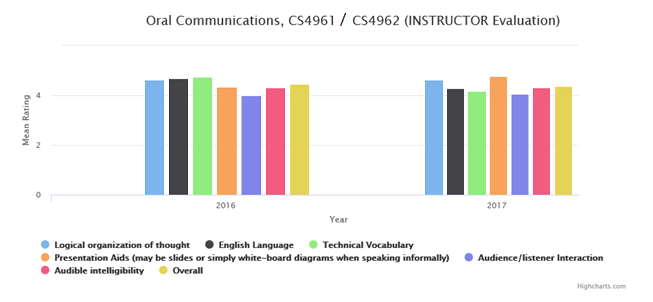 Oral Communications, CS4961 / CS4962 (INSTRUCTOR Evaluation)
Mean Rating
4
2
0
2016
2017
Year
Logical organization of thought
English Language
Technical Vocabulary
Presentation Aids (may be slides or simply white-board diagrams when speaking informally)
Audience/listener Interaction
Audible intelligibility
Overall
Highcharts.com